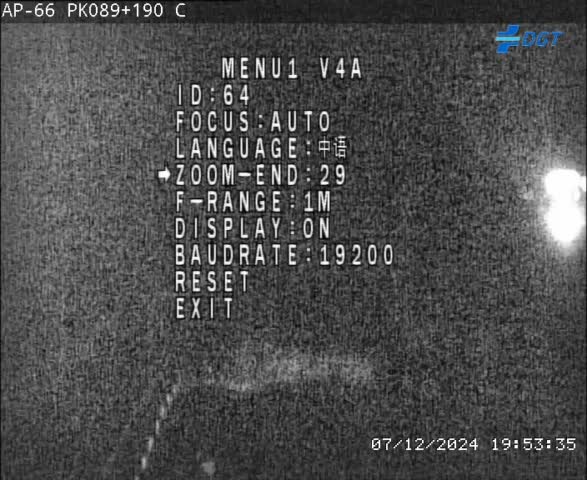 AP-66 PK089+190 C
DGT
MENU1 V4A
ID:64
FOCUS:AUTO
LANGUAGE:中语
ZOOM-END:29
F-RANGE:1M
DISPLAY:ON
BAUDRATE:19200
RESET
EXIT
07/12/2024 19:53:35